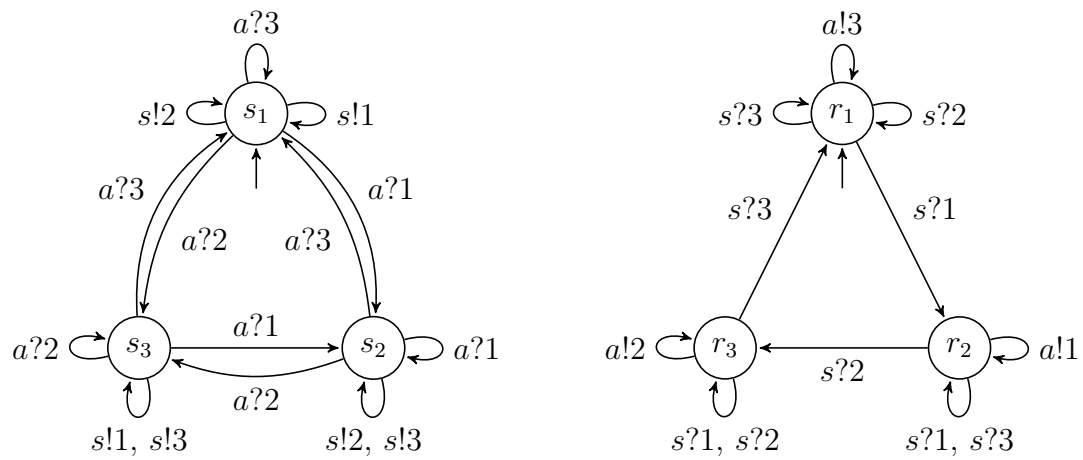 a?3
a!3
s!2
s₁
s!1
s?3
r₁
s?2
a?3
a?2
a?3
a?1
s?3
s?1
a?2
s₃
a?1
s₂
a?1
a!2
r₃
s?2
r₂
a!1
a?2
s!1, s!3
s!2, s!3
s?1, s?2
s?1, s?3